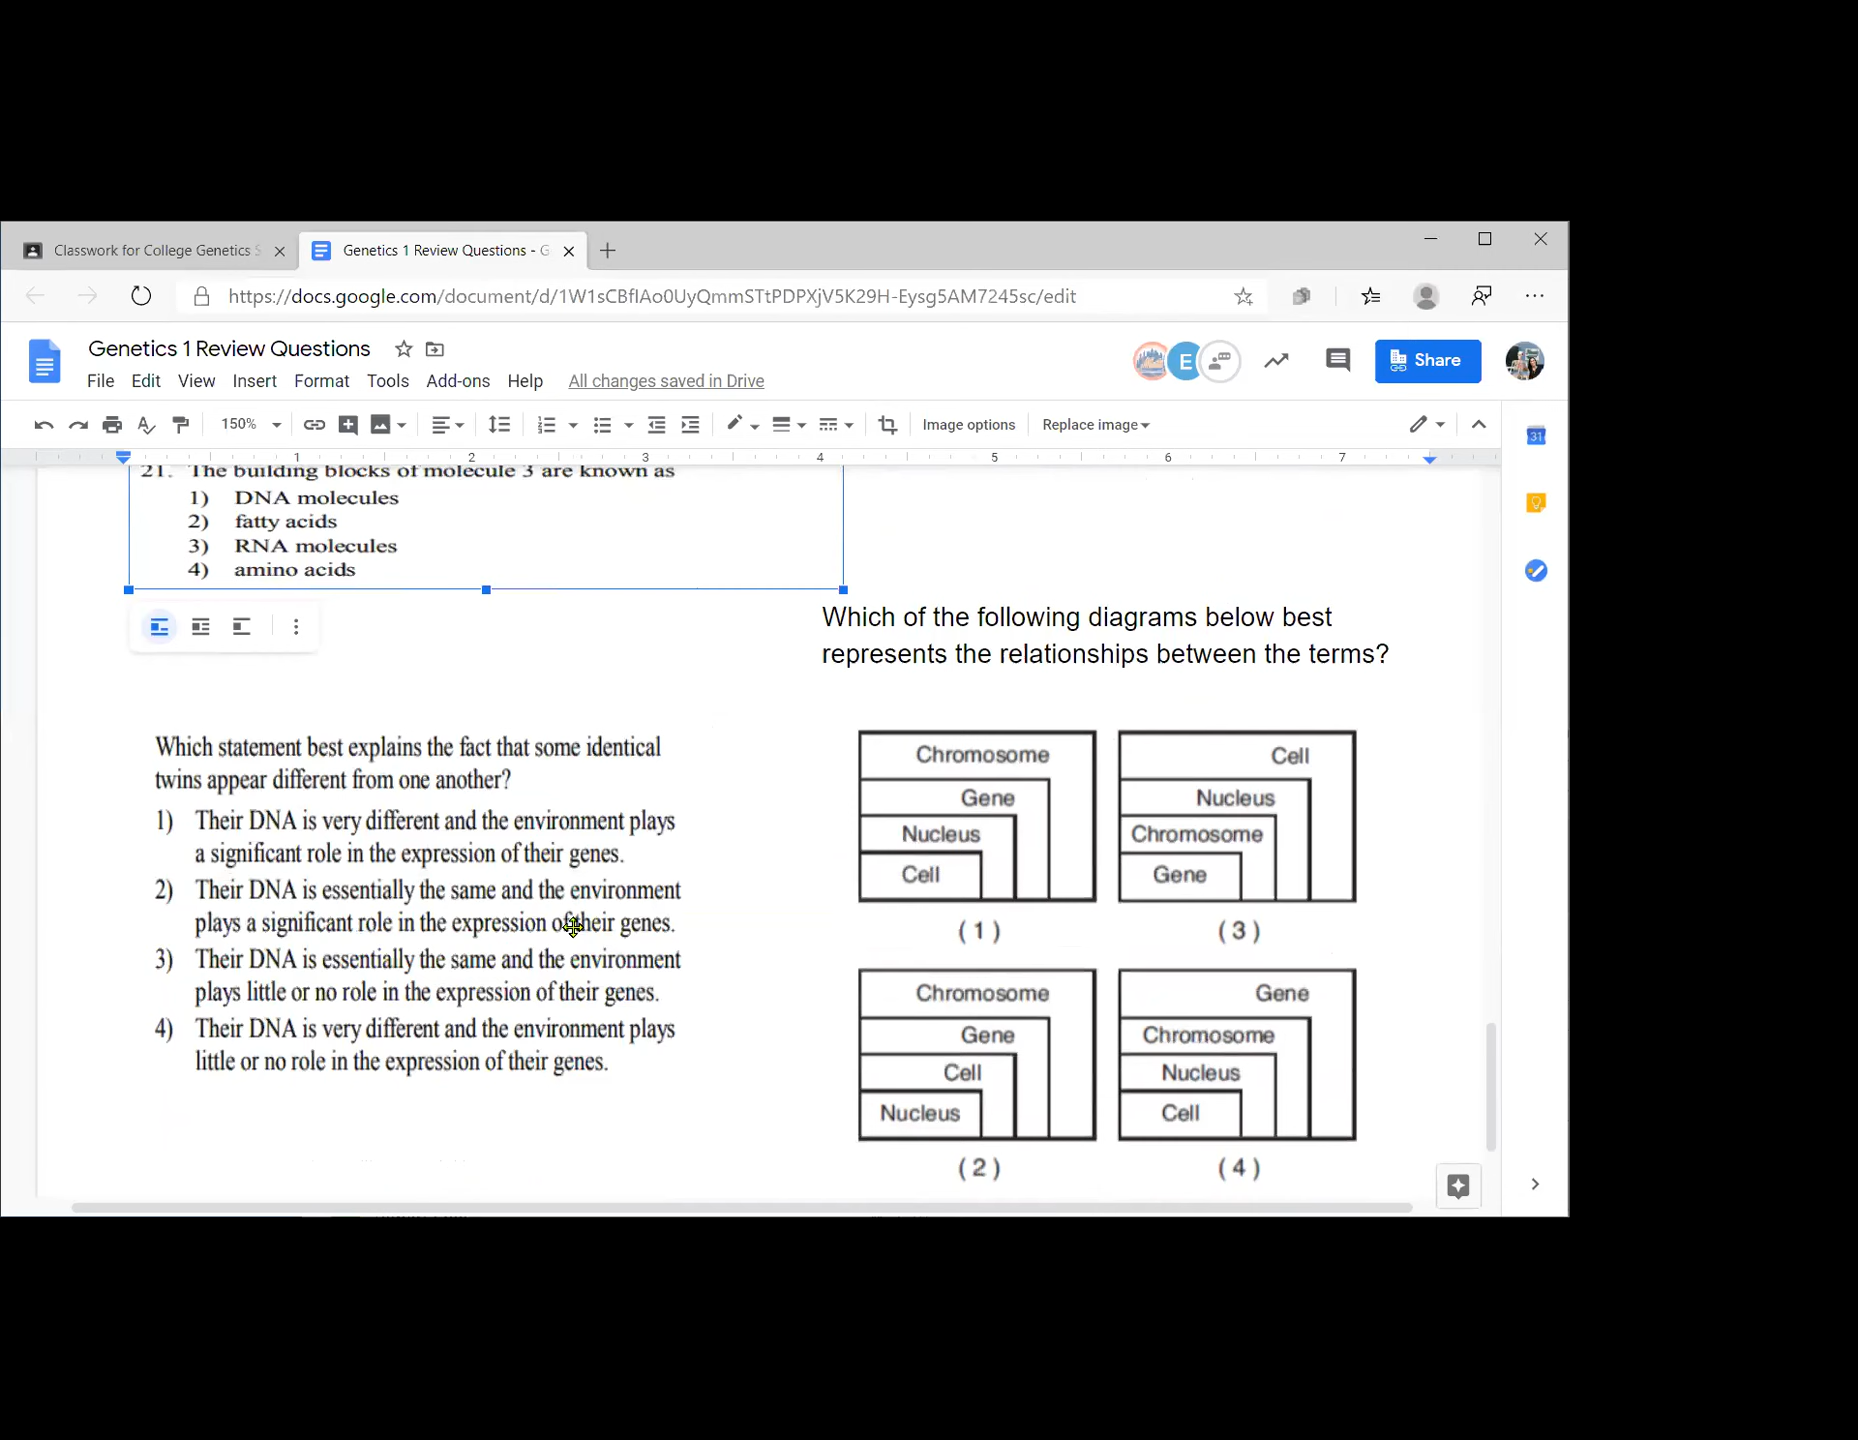 Classwork for College Genetics S
Genetics 1 Review Questions - G
https://docs.google.com/document/d/1W1sCBflAo0UyQmmSTtPDPXjV5K29H-Eysg5AM7245sc/edit
Genetics 1 Review Questions
E
Share
File Edit View Insert Format Tools Add-ons Help All changes saved in Drive
150% Image options Replace image
1 2 3 4 5 6 7
31
21. The building blocks of molecule 3 are known as
1) DNA molecules
2) fatty acids
3) RNA molecules
4) amino acids
Which of the following diagrams below best
represents the relationships between the terms?
Which statement best explains the fact that some identical
twins appear different from one another?
1) Their DNA is very different and the environment plays
a significant role in the expression of their genes.
2) Their DNA is essentially the same and the environment
plays a significant role in the expression of their genes.
3) Their DNA is essentially the same and the environment
plays little or no role in the expression of their genes.
4) Their DNA is very different and the environment plays
little or no role in the expression of their genes.
Chromosome
Gene
Nucleus
Cell
(1)
Cell
Nucleus
Chromosome
Gene
(3)
Chromosome
Gene
Cell
Nucleus
(2)
Gene
Chromosome
Nucleus
Cell
(4)